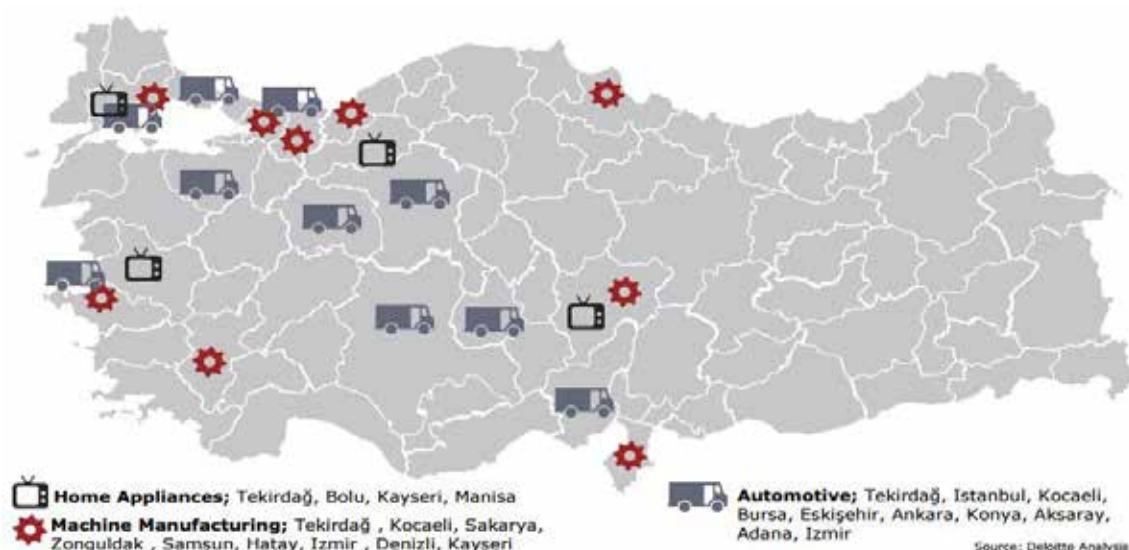 Home Appliances; Tekirdağ, Bolu, Kayseri, Manisa
Machine Manufacturing; Tekirdağ , Kocaeli, Sakarya,
Zonguldak , Samsun, Hatay, Izmir , Denizli, Kayseri
Automotive; Tekirdağ, Istanbul, Kocaeli,
Bursa, Eskişehir, Ankara, Konya, Aksaray,
Adana, Izmir
Source: Deloitte Analysis